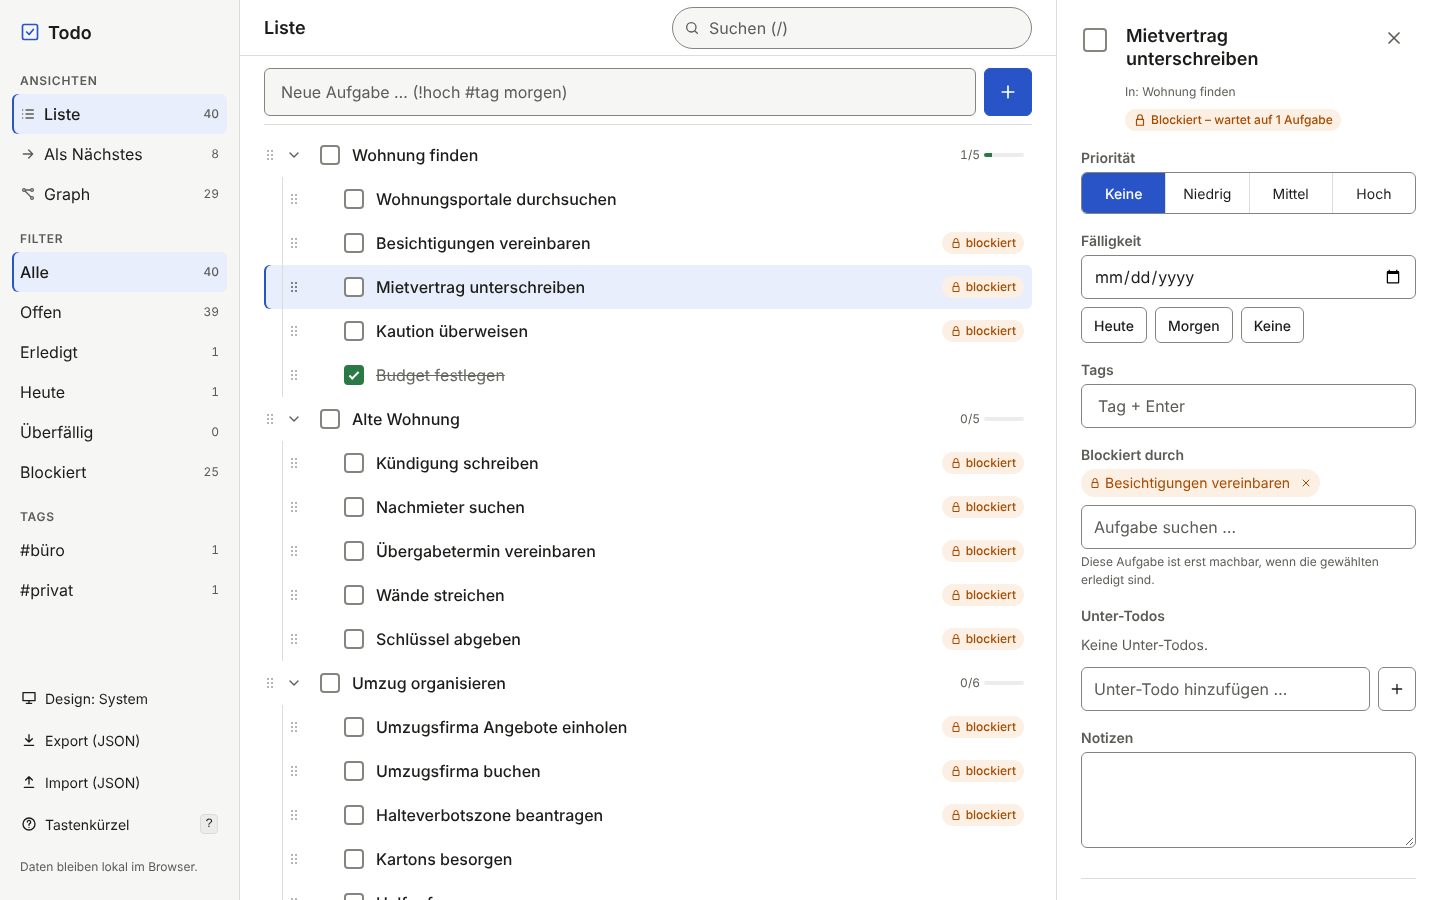 Todo
ANSICHTEN
Liste 40
Als Nächstes 8
Graph 29
FILTER
Alle 40
Offen 39
Erledigt 1
Heute 1
Überfällig 0
Blockiert 25
TAGS
#büro 1
#privat 1
Design: System
Export (JSON)
Import (JSON)
Tastenkürzel ?
Daten bleiben lokal im Browser.
Liste
Suchen (/)
Neue Aufgabe ... (!hoch #tag morgen)
+
Wohnung finden 1/5
Wohnungsportale durchsuchen
Besichtigungen vereinbaren blockiert
Mietvertrag unterschreiben blockiert
Kaution überweisen blockiert
Budget festlegen
Alte Wohnung 0/5
Kündigung schreiben blockiert
Nachmieter suchen blockiert
Übergabetermin vereinbaren blockiert
Wände streichen blockiert
Schlüssel abgeben blockiert
Umzug organisieren 0/6
Umzugsfirma Angebote einholen blockiert
Umzugsfirma buchen blockiert
Halteverbotszone beantragen blockiert
Kartons besorgen
Mietvertrag
unterschreiben
In: Wohnung finden
Blockiert – wartet auf 1 Aufgabe
Priorität
Keine Niedrig Mittel Hoch
Fälligkeit
mm/dd/yyyy
Heute Morgen Keine
Tags
Tag + Enter
Blockiert durch
Besichtigungen vereinbaren ×
Aufgabe suchen ...
Diese Aufgabe ist erst machbar, wenn die gewählten
erledigt sind.
Unter-Todos
Keine Unter-Todos.
Unter-Todo hinzufügen ...
+
Notizen